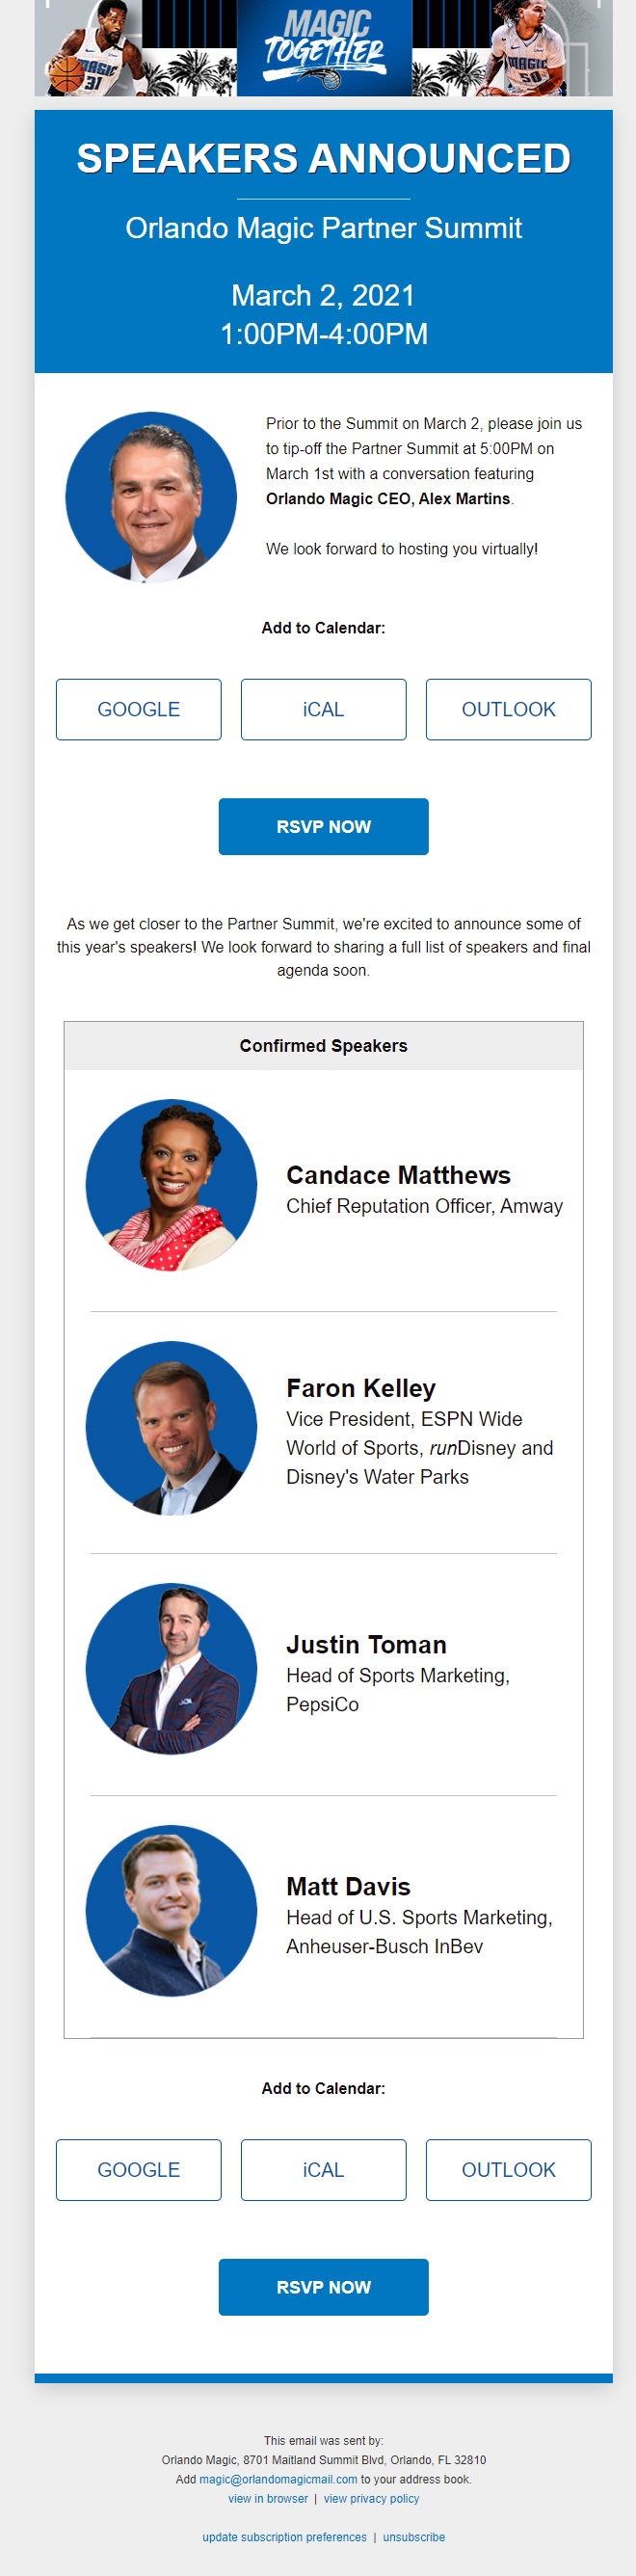 MAGIC
TOGETHER
MAGIC
31
MAGIC
50
SPEAKERS ANNOUNCED
Orlando Magic Partner Summit
March 2, 2021
1:00PM-4:00PM
Prior to the Summit on March 2, please join us
to tip-off the Partner Summit at 5:00PM on
March 1st with a conversation featuring
Orlando Magic CEO, Alex Martins.
We look forward to hosting you virtually!
Add to Calendar:
GOOGLE
iCAL
OUTLOOK
RSVP NOW
As we get closer to the Partner Summit, we're excited to announce some of
this year's speakers! We look forward to sharing a full list of speakers and final
agenda soon.
Confirmed Speakers
Candace Matthews
Chief Reputation Officer, Amway
Faron Kelley
Vice President, ESPN Wide
World of Sports, runDisney and
Disney's Water Parks
Justin Toman
Head of Sports Marketing,
PepsiCo
Matt Davis
Head of U.S. Sports Marketing,
Anheuser-Busch InBev
Add to Calendar:
GOOGLE
iCAL
OUTLOOK
RSVP NOW
This email was sent by:
Orlando Magic, 8701 Maitland Summit Blvd, Orlando, FL 32810
Add magic@orlandomagicmail.com to your address book.
view in browser | view privacy policy
update subscription preferences | unsubscribe